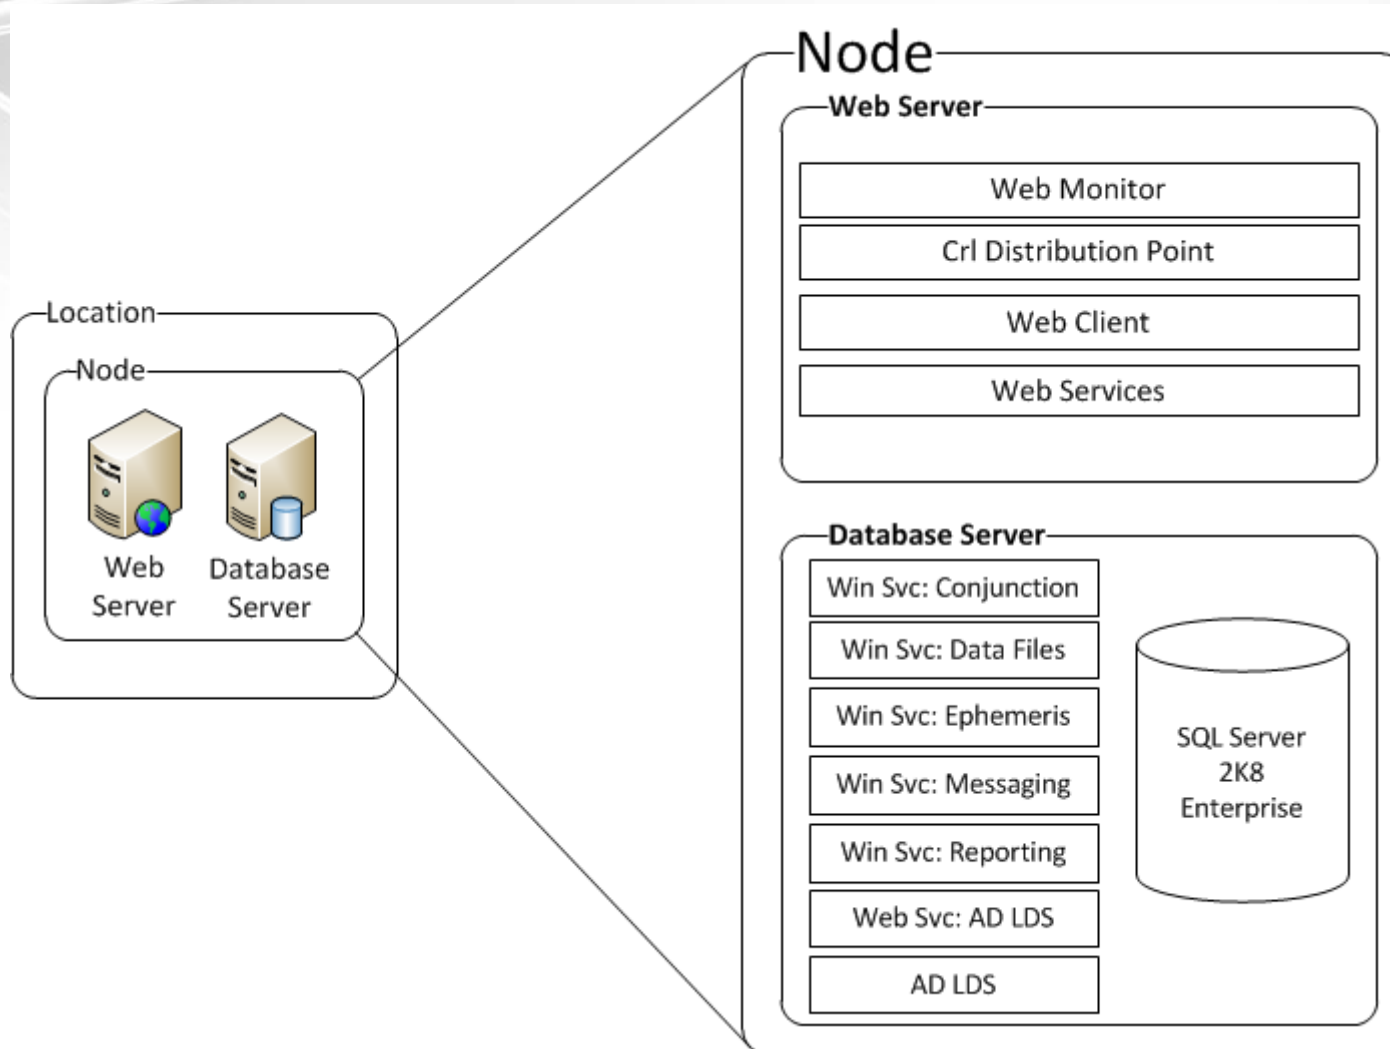 Location
Node
Web
Server
Database
Server
Node
Web Server
Web Monitor
Crl Distribution Point
Web Client
Web Services
Database Server
Win Svc: Conjunction
Win Svc: Data Files
Win Svc: Ephemeris
Win Svc: Messaging
Win Svc: Reporting
Web Svc: AD LDS
AD LDS
SQL Server
2K8
Enterprise